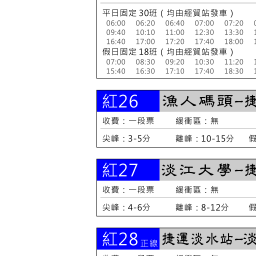 平日固定30班 ( 均由經貿站發車 )
06:00 06:20 06:40 07:00 07:20
09:40 10:10 11:00 12:30 13:30
16:40 17:00 17:20 17:40 18:00
假日固定18班 ( 均由經貿站發車 )
07:00 08:30 09:20 10:30 11:20
15:40 16:30 17:10 17:40 18:30
紅26 漁人碼頭-捷
收費：一段票 緩衝區：無
尖峰：3-5分 離峰：10-15分 假
紅27 淡江大學-捷
收費：一段票 緩衝區：無
尖峰：4-6分 離峰：8-12分 假
紅28正線 捷運淡水站-淡